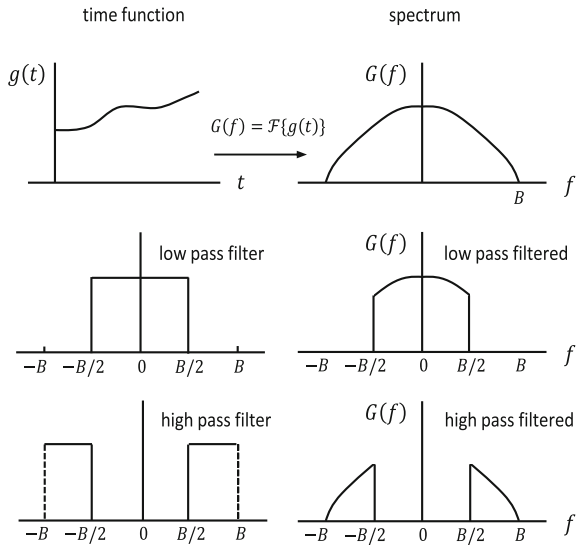 time function
spectrum
g(t)
G(f)
G(f) = ℱ{g(t)}
t
B
f
low pass filter
G(f)
low pass filtered
−B −B/2 0 B/2 B
−B −B/2 0 B/2 B f
high pass filter
G(f)
high pass filtered
−B −B/2 0 B/2 B
−B −B/2 0 B/2 B f